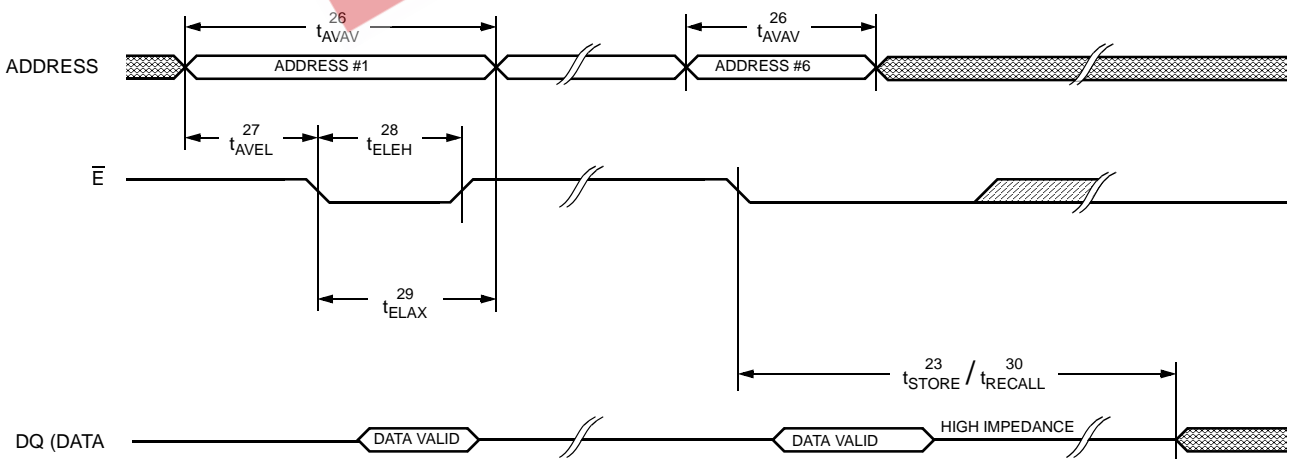 26
tAVAV
26
tAVAV
ADDRESS
ADDRESS #1
ADDRESS #6
27
tAVEL
28
tELEH
E
29
tELAX
23 30
tSTORE / tRECALL
DQ (DATA
DATA VALID
DATA VALID
HIGH IMPEDANCE